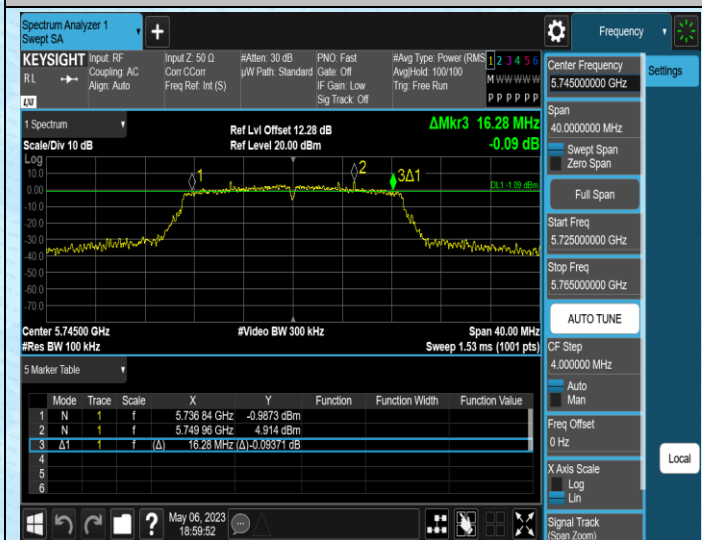 Spectrum Analyzer 1
Swept SA
+
Frequency
KEYSIGHT
RL
LXI
Input: RF
Coupling: AC
Align: Auto
Input Z: 50 Ω
Corr CCorr
Freq Ref: Int (S)
#Atten: 30 dB
µW Path: Standard
PNO: Fast
Gate: Off
IF Gain: Low
Sig Track: Off
#Avg Type: Power (RMS
Avg|Hold: 100/100
Trig: Free Run
1 2 3 4 5 6
M W W W W W
P P P P P P
1 Spectrum
Scale/Div 10 dB
Ref Lvl Offset 12.28 dB
Ref Level 20.00 dBm
ΔMkr3 16.28 MHz
-0.09 dB
Log
10.0
0.00
-10.0
-20.0
-30.0
-40.0
-50.0
-60.0
-70.0
1
2
3Δ1
DL1 -1.09 dBm
Center 5.74500 GHz
#Res BW 100 kHz
#Video BW 300 kHz
Span 40.00 MHz
Sweep 1.53 ms (1001 pts)
5 Marker Table
Mode Trace Scale X Y Function Function Width Function Value
1 N 1 f 5.736 84 GHz -0.9873 dBm
2 N 1 f 5.749 96 GHz 4.914 dBm
3 Δ1 1 f (Δ) 16.28 MHz (Δ) -0.09371 dB
4
5
6
May 06, 2023
18:59:52
?
Center Frequency
5.745000000 GHz
Settings
Span
40.0000000 MHz
Swept Span
Zero Span
Full Span
Start Freq
5.725000000 GHz
Stop Freq
5.765000000 GHz
AUTO TUNE
CF Step
4.000000 MHz
Auto
Man
Freq Offset
0 Hz
X Axis Scale
Log
Lin
Local
Signal Track
(Span Zoom)